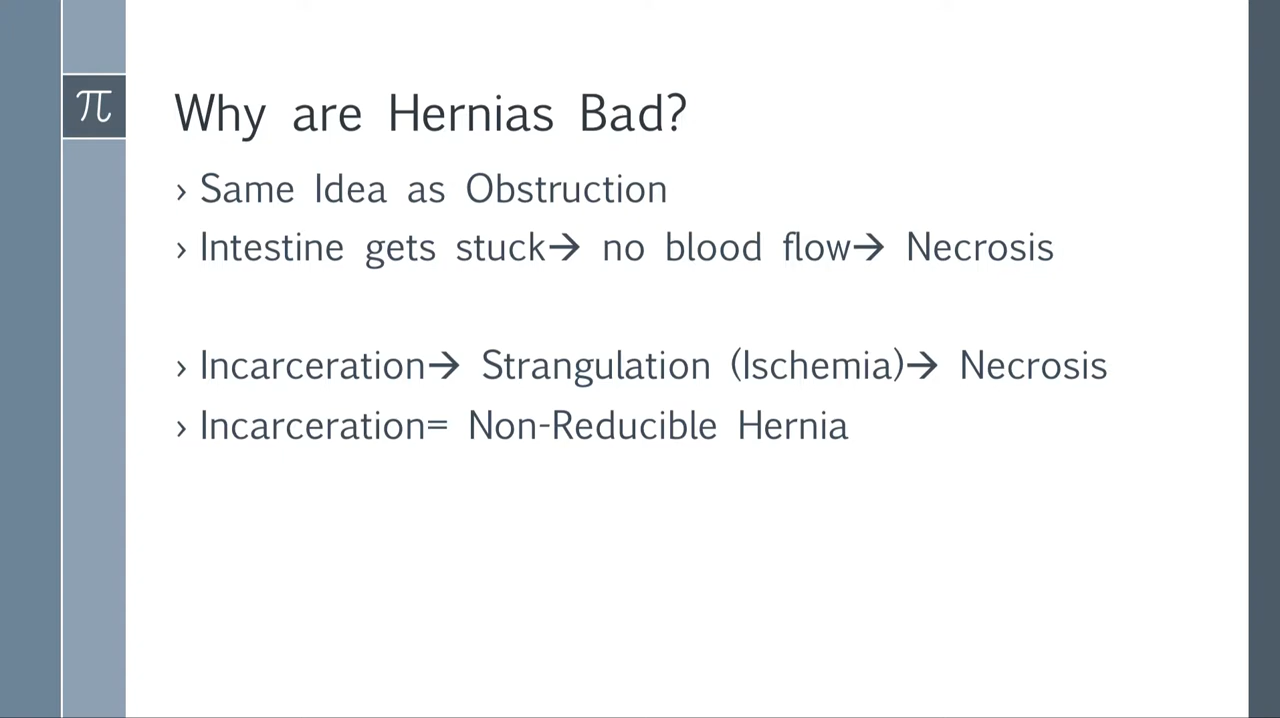 π
Why are Hernias Bad?
› Same Idea as Obstruction
› Intestine gets stuck→ no blood flow→ Necrosis
› Incarceration→ Strangulation (Ischemia)→ Necrosis
› Incarceration= Non-Reducible Hernia